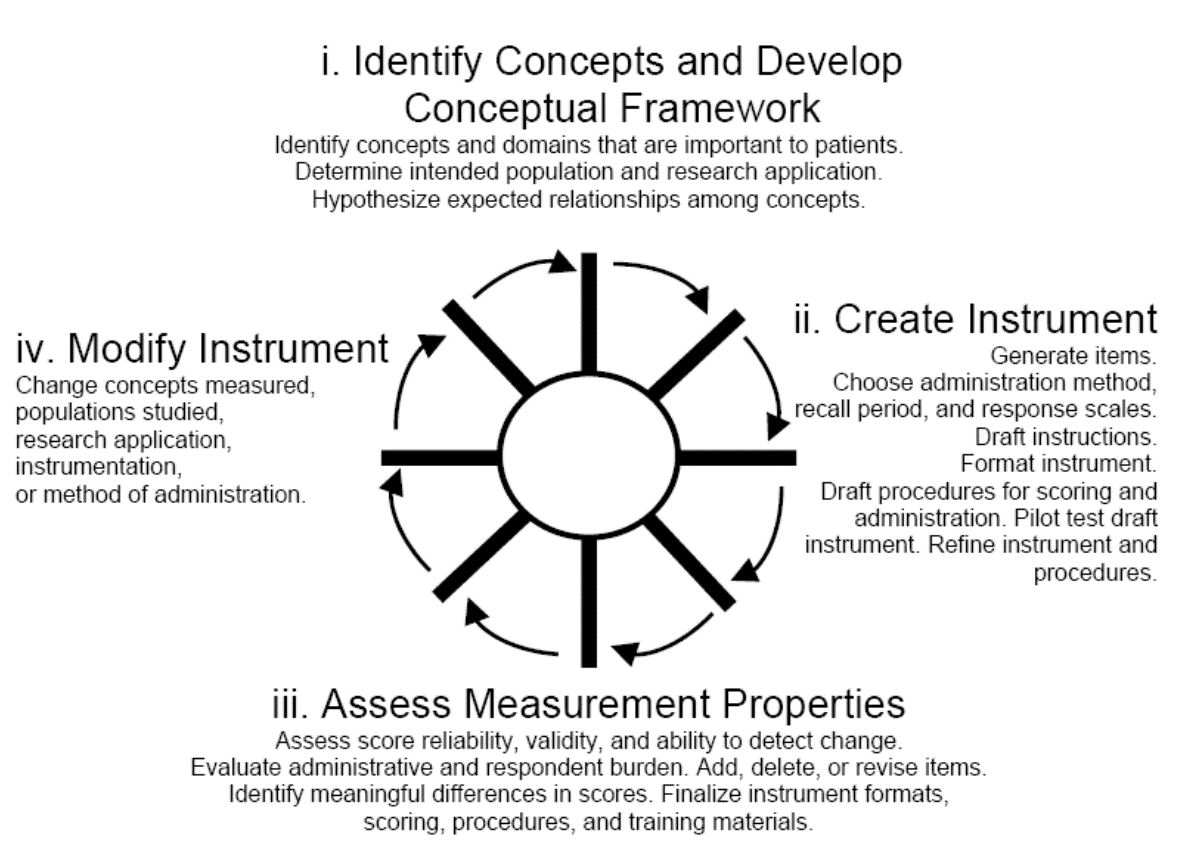 i. Identify Concepts and Develop
Conceptual Framework
Identify concepts and domains that are important to patients.
Determine intended population and research application.
Hypothesize expected relationships among concepts.
ii. Create Instrument
Generate items.
Choose administration method,
recall period, and response scales.
Draft instructions.
Format instrument.
Draft procedures for scoring and
administration. Pilot test draft
instrument. Refine instrument and
procedures.
iii. Assess Measurement Properties
Assess score reliability, validity, and ability to detect change.
Evaluate administrative and respondent burden. Add, delete, or revise items.
Identify meaningful differences in scores. Finalize instrument formats,
scoring, procedures, and training materials.
iv. Modify Instrument
Change concepts measured,
populations studied,
research application,
instrumentation,
or method of administration.